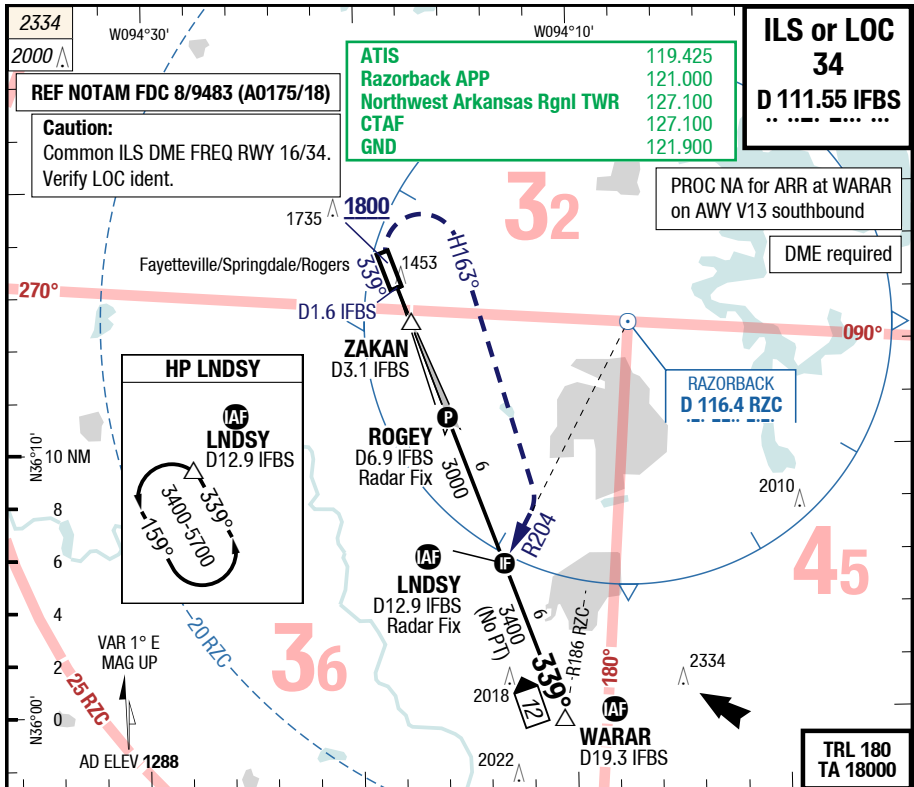 2334
2000
W094°30'
W094°10'
ILS or LOC
34
D 111.55 IFBS
ATIS 119.425
Razorback APP 121.000
Northwest Arkansas Rgnl TWR 127.100
CTAF 127.100
GND 121.900
REF NOTAM FDC 8/9483 (A0175/18)
Caution:
Common ILS DME FREQ RWY 16/34.
Verify LOC ident.
PROC NA for ARR at WARAR
on AWY V13 southbound
DME required
32
1735
1800
H163°
Fayetteville/Springdale/Rogers
339°
1453
270°
D1.6 IFBS
090°
ZAKAN
D3.1 IFBS
HP LNDSY
IAF
LNDSY
D12.9 IFBS
339°
3400-5700
159°
RAZORBACK
D 116.4 RZC
P
ROGEY
D6.9 IFBS
Radar Fix
6
3000
N36°10'
10 NM
8
6
4
2
0
N36°00'
2010
R204
45
IAF
IF
LNDSY
D12.9 IFBS
Radar Fix
6
3400
(No PT)
339°
R186 RZC
180°
20 RZC
36
VAR 1° E
MAG UP
25 RZC
2018
12
2334
IAF
WARAR
D19.3 IFBS
AD ELEV 1288
2022
TRL 180
TA 18000